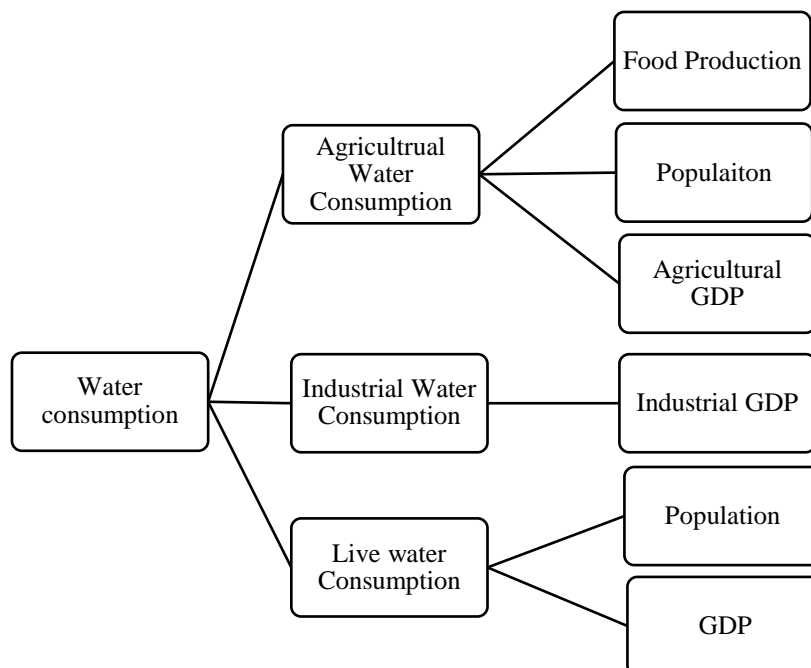 Food Production
Agricultrual
Water
Consumption
Populaiton
Agricultural
GDP
Water
consumption
Industrial Water
Consumption
Industrial GDP
Population
Live water
Consumption
GDP